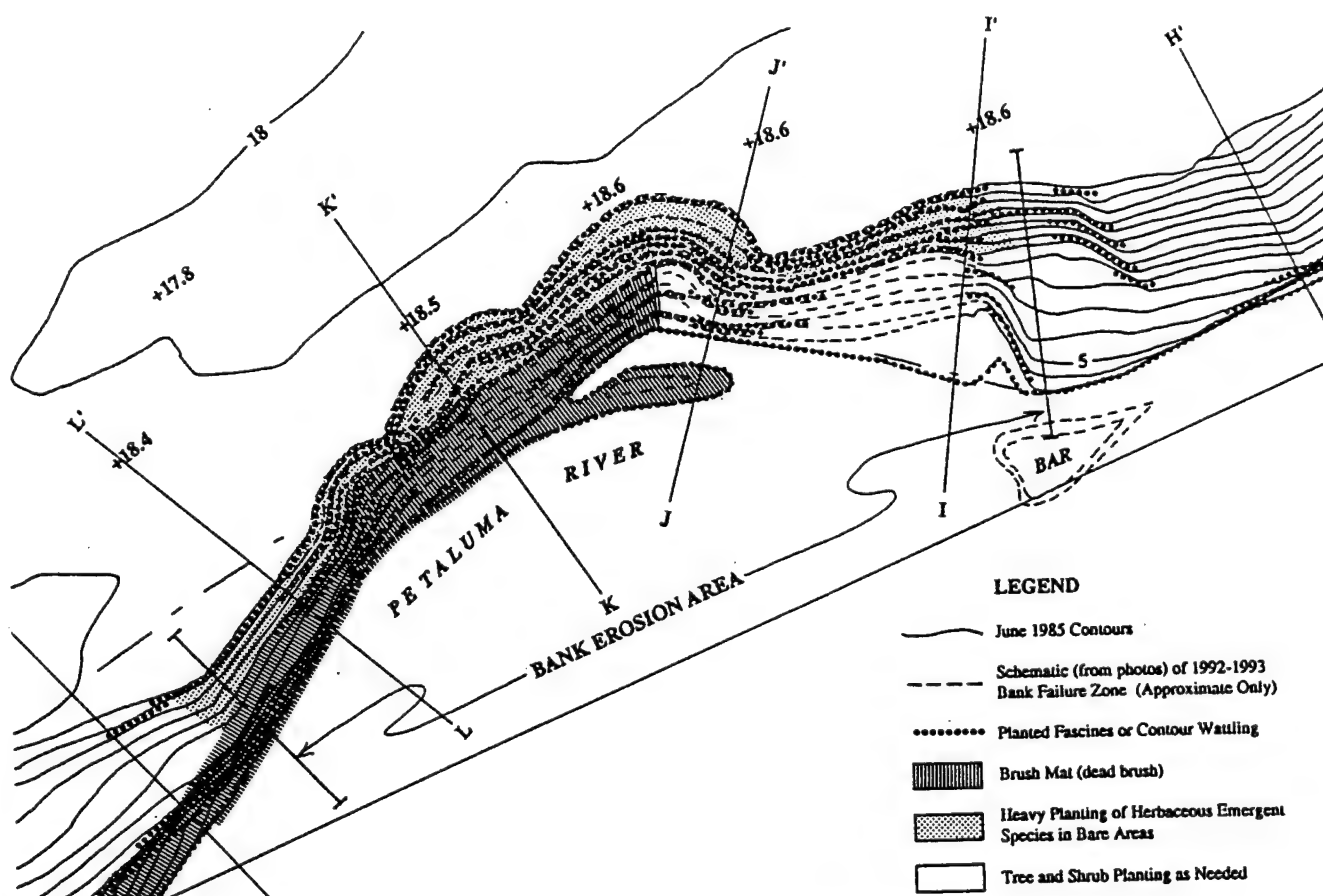 I'
H'
J'
+18.6
+18.6
18
+18.6
K'
+17.8
+18.5
L'
+18.4
5
BAR
PETALUMA RIVER
J
I
K
L
BANK EROSION AREA
LEGEND
June 1985 Contours
Schematic (from photos) of 1992-1993
Bank Failure Zone (Approximate Only)
Planted Fascines or Contour Wattling
Brush Mat (dead brush)
Heavy Planting of Herbaceous Emergent
Species in Bare Areas
Tree and Shrub Planting as Needed